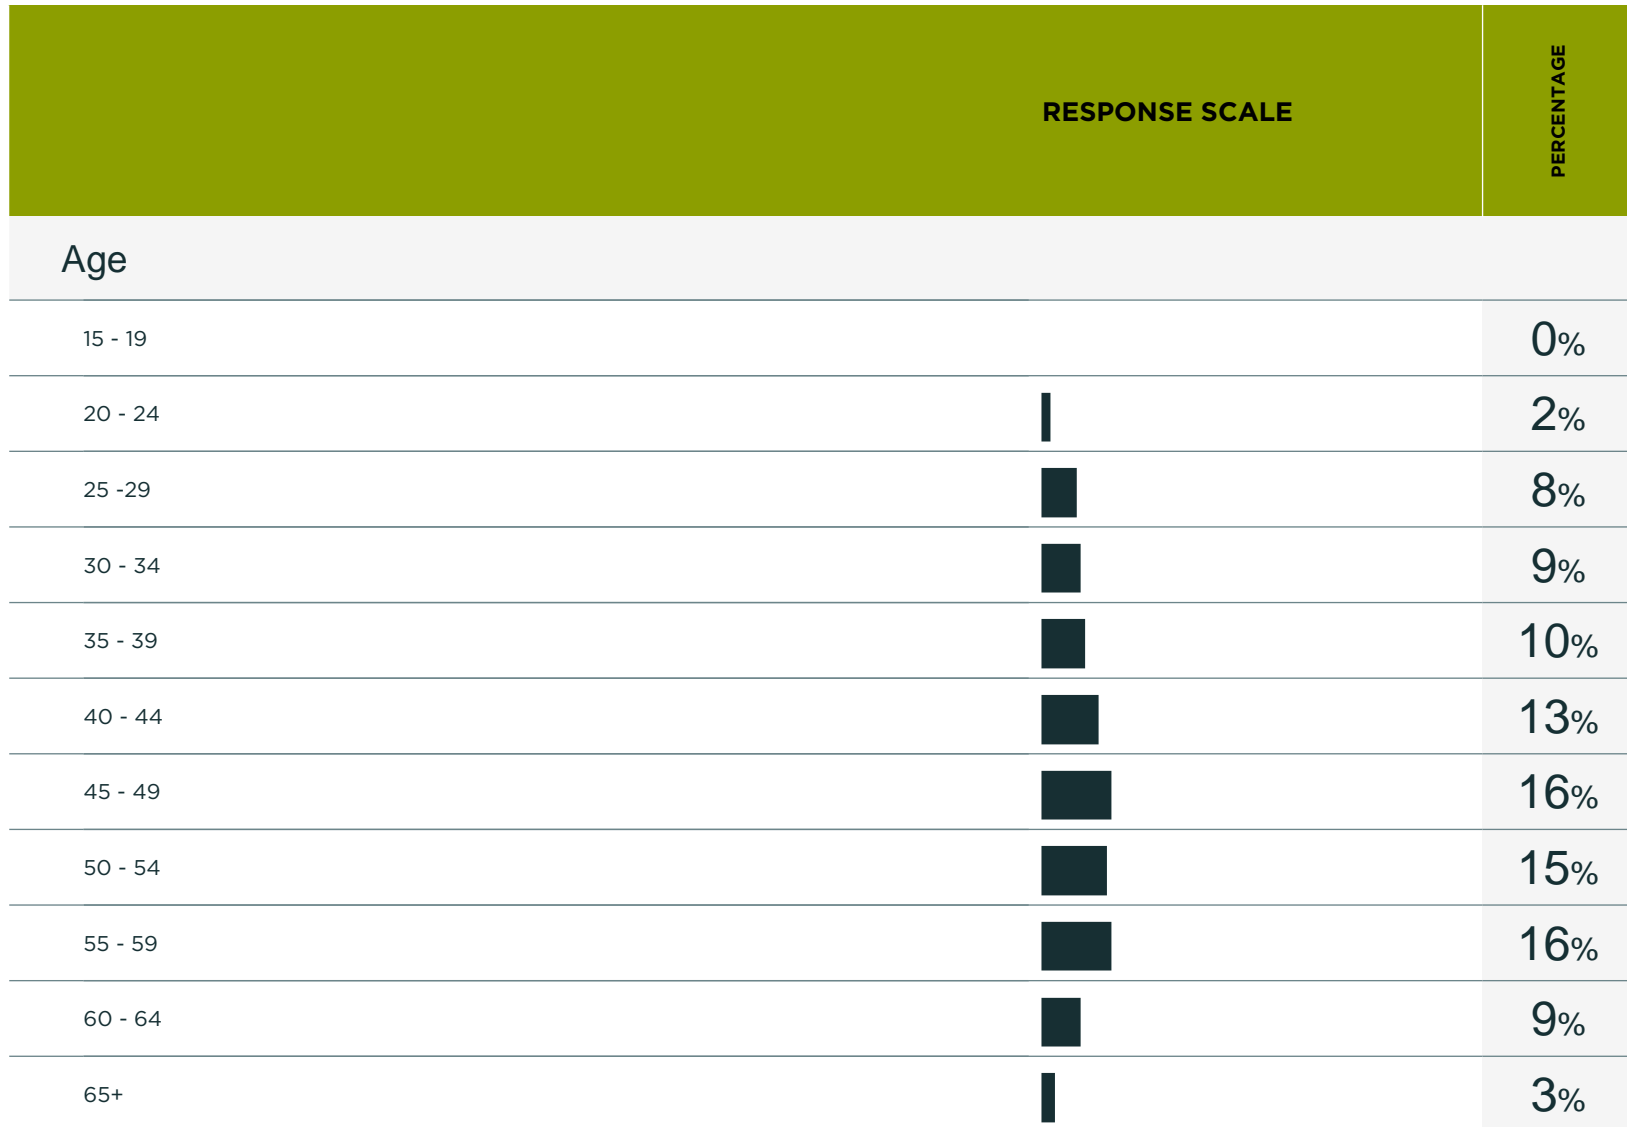 RESPONSE SCALE
PERCENTAGE
Age
15 - 19 0%
20 - 24 2%
25 -29 8%
30 - 34 9%
35 - 39 10%
40 - 44 13%
45 - 49 16%
50 - 54 15%
55 - 59 16%
60 - 64 9%
65+ 3%